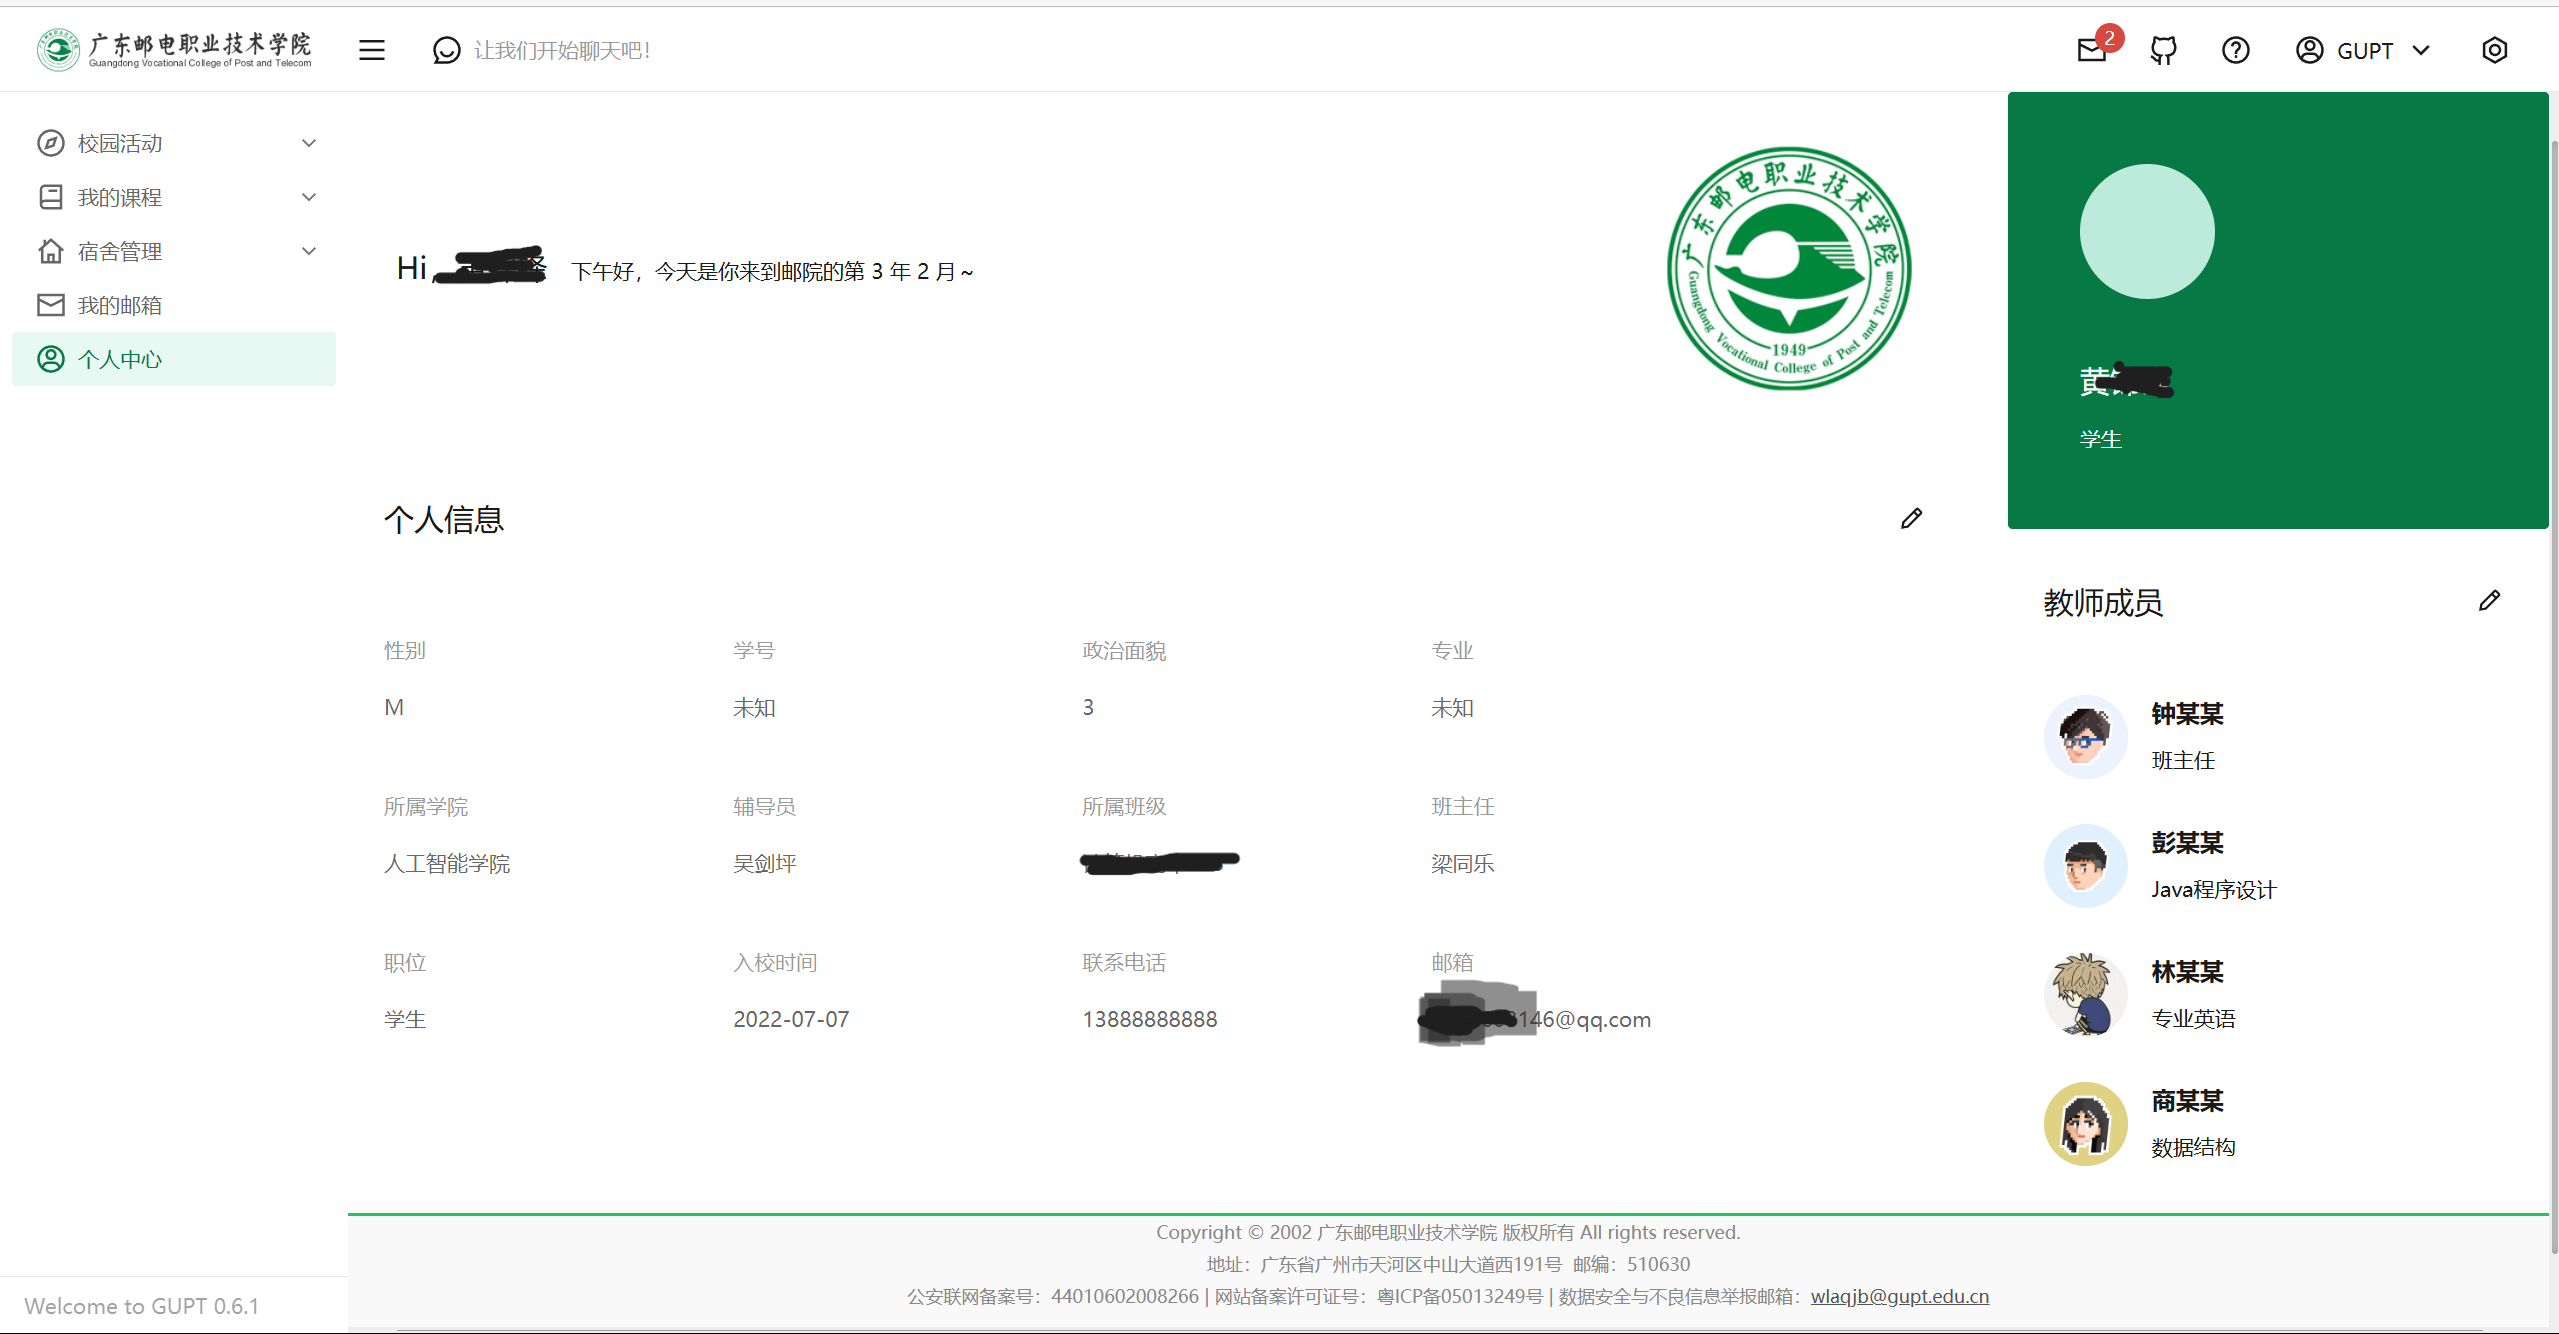 广东邮电职业技术学院
Guangdong Vocational College of Post and Telecom
让我们开始聊天吧！
2
GUPT
校园活动
我的课程
宿舍管理
我的邮箱
个人中心
Hi
下午好，今天是你来到邮院的第 3 年 2 月～
广东邮电职业技术学院
1949
Guangdong Vocational College of Post and Telecom
黄
学生
个人信息
性别 学号 政治面貌 专业
M 未知 3 未知
所属学院 辅导员 所属班级 班主任
人工智能学院 吴剑坪 梁同乐
职位 入校时间 联系电话 邮箱
学生 2022-07-07 13888888888 146@qq.com
教师成员
钟某某
班主任
彭某某
Java程序设计
林某某
专业英语
商某某
数据结构
Copyright © 2002 广东邮电职业技术学院 版权所有 All rights reserved.
地址：广东省广州市天河区中山大道西191号 邮编：510630
公安联网备案号：44010602008266 | 网站备案许可证号：粤ICP备05013249号 | 数据安全与不良信息举报邮箱：wlaqjb@gupt.edu.cn
Welcome to GUPT 0.6.1